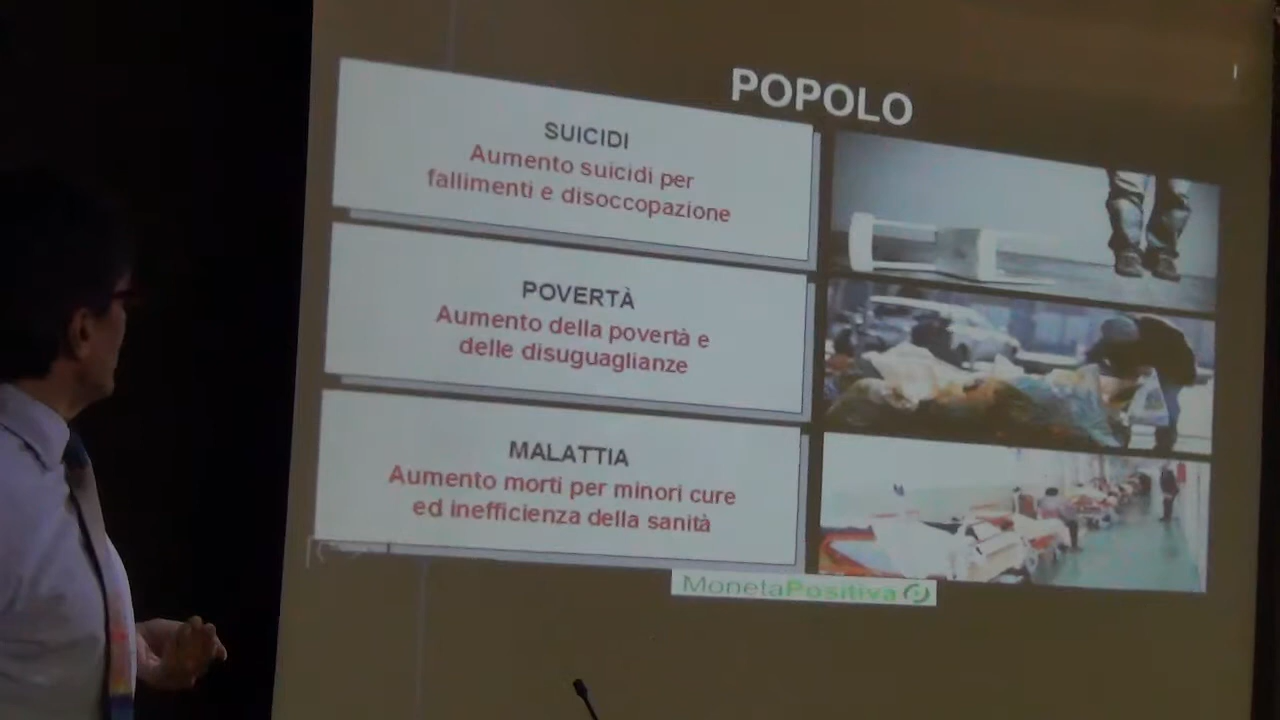 POPOLO
SUICIDI
Aumento suicidi per
fallimenti e disoccopazione
POVERTÀ
Aumento della povertà e
delle disuguaglianze
MALATTIA
Aumento morti per minori cure
ed inefficienza della sanità
MonetaPositiva